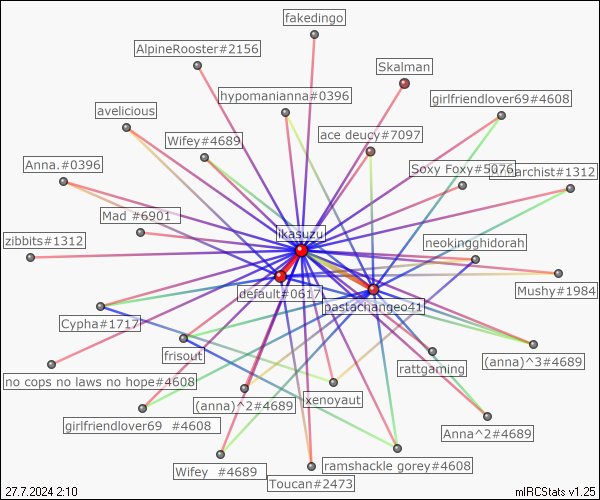 fakedingo
AlpineRooster#2156
Skalman
hypomanianna#0396
girlfriendlover69#4608
avelicious
ace deucy#7097
Wifey#4689
Anna.#0396
Soxy Foxy#5076
archist#1312
Mad #6901
ikasuzu
zibbits#1312
neokingghidorah
default#0617
Mushy#1984
pastachangeo41
Cypha#1717
frisout
(anna)^3#4689
rattgaming
no cops no laws no hope#4608
xenoyaut
(anna)^2#4689
girlfriendlover69 #4608
Anna^2#4689
Wifey #4689
ramshackle gorey#4608
Toucan#2473
27.7.2024 2:10
mIRCStats v1.25